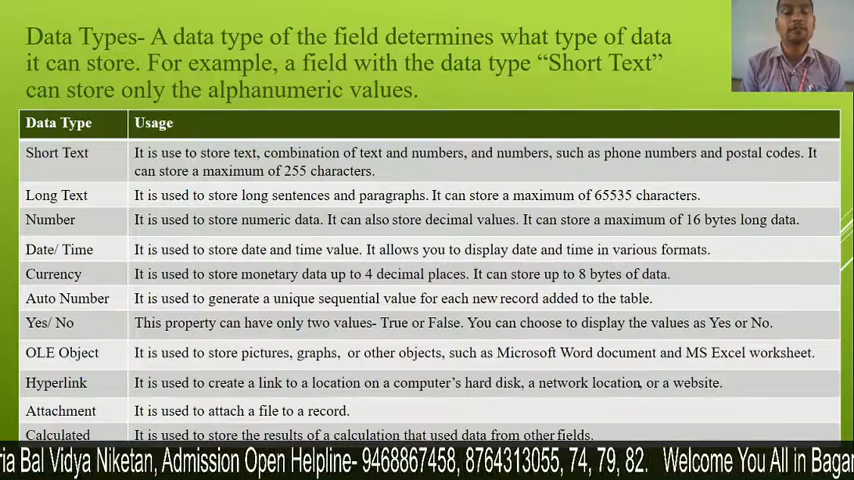 Data Types- A data type of the field determines what type of data
it can store. For example, a field with the data type “Short Text”
can store only the alphanumeric values.
Data Type Usage
Short Text It is use to store text, combination of text and numbers, and numbers, such as phone numbers and postal codes. It
can store a maximum of 255 characters.
Long Text It is used to store long sentences and paragraphs. It can store a maximum of 65535 characters.
Number It is used to store numeric data. It can also store decimal values. It can store a maximum of 16 bytes long data.
Date/ Time It is used to store date and time value. It allows you to display date and time in various formats.
Currency It is used to store monetary data up to 4 decimal places. It can store up to 8 bytes of data.
Auto Number It is used to generate a unique sequential value for each new record added to the table.
Yes/ No This property can have only two values- True or False. You can choose to display the values as Yes or No.
OLE Object It is used to store pictures, graphs, or other objects, such as Microsoft Word document and MS Excel worksheet.
Hyperlink It is used to create a link to a location on a computer’s hard disk, a network location, or a website.
Attachment It is used to attach a file to a record.
Calculated It is used to store the results of a calculation that used data from other fields.
ria Bal Vidya Niketan, Admission Open Helpline- 9468867458, 8764313055, 74, 79, 82. Welcome You All in Bagar